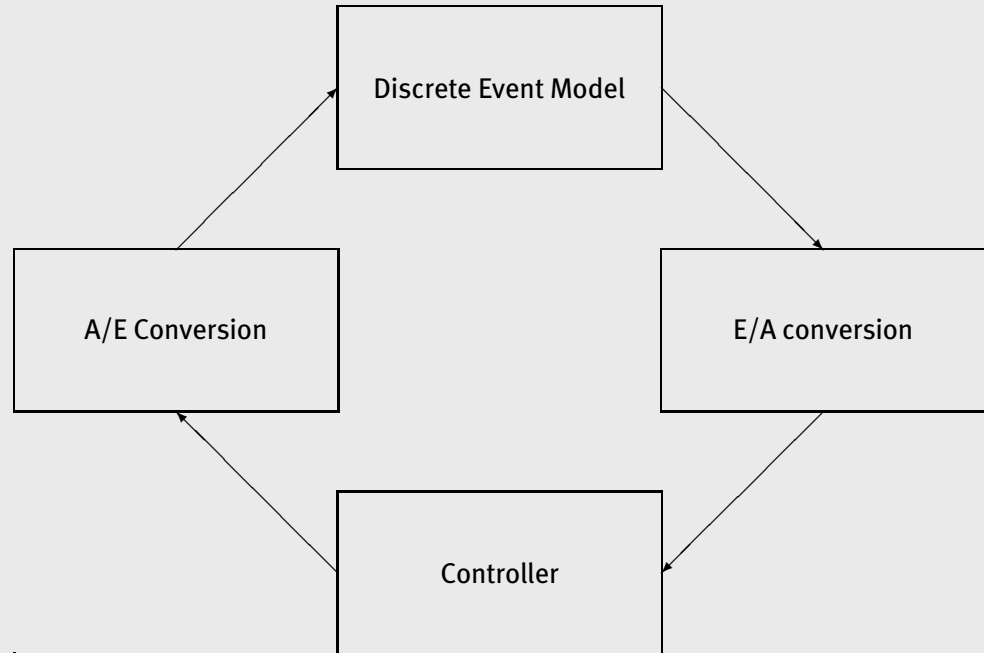 Discrete Event Model
A/E Conversion
E/A conversion
Controller